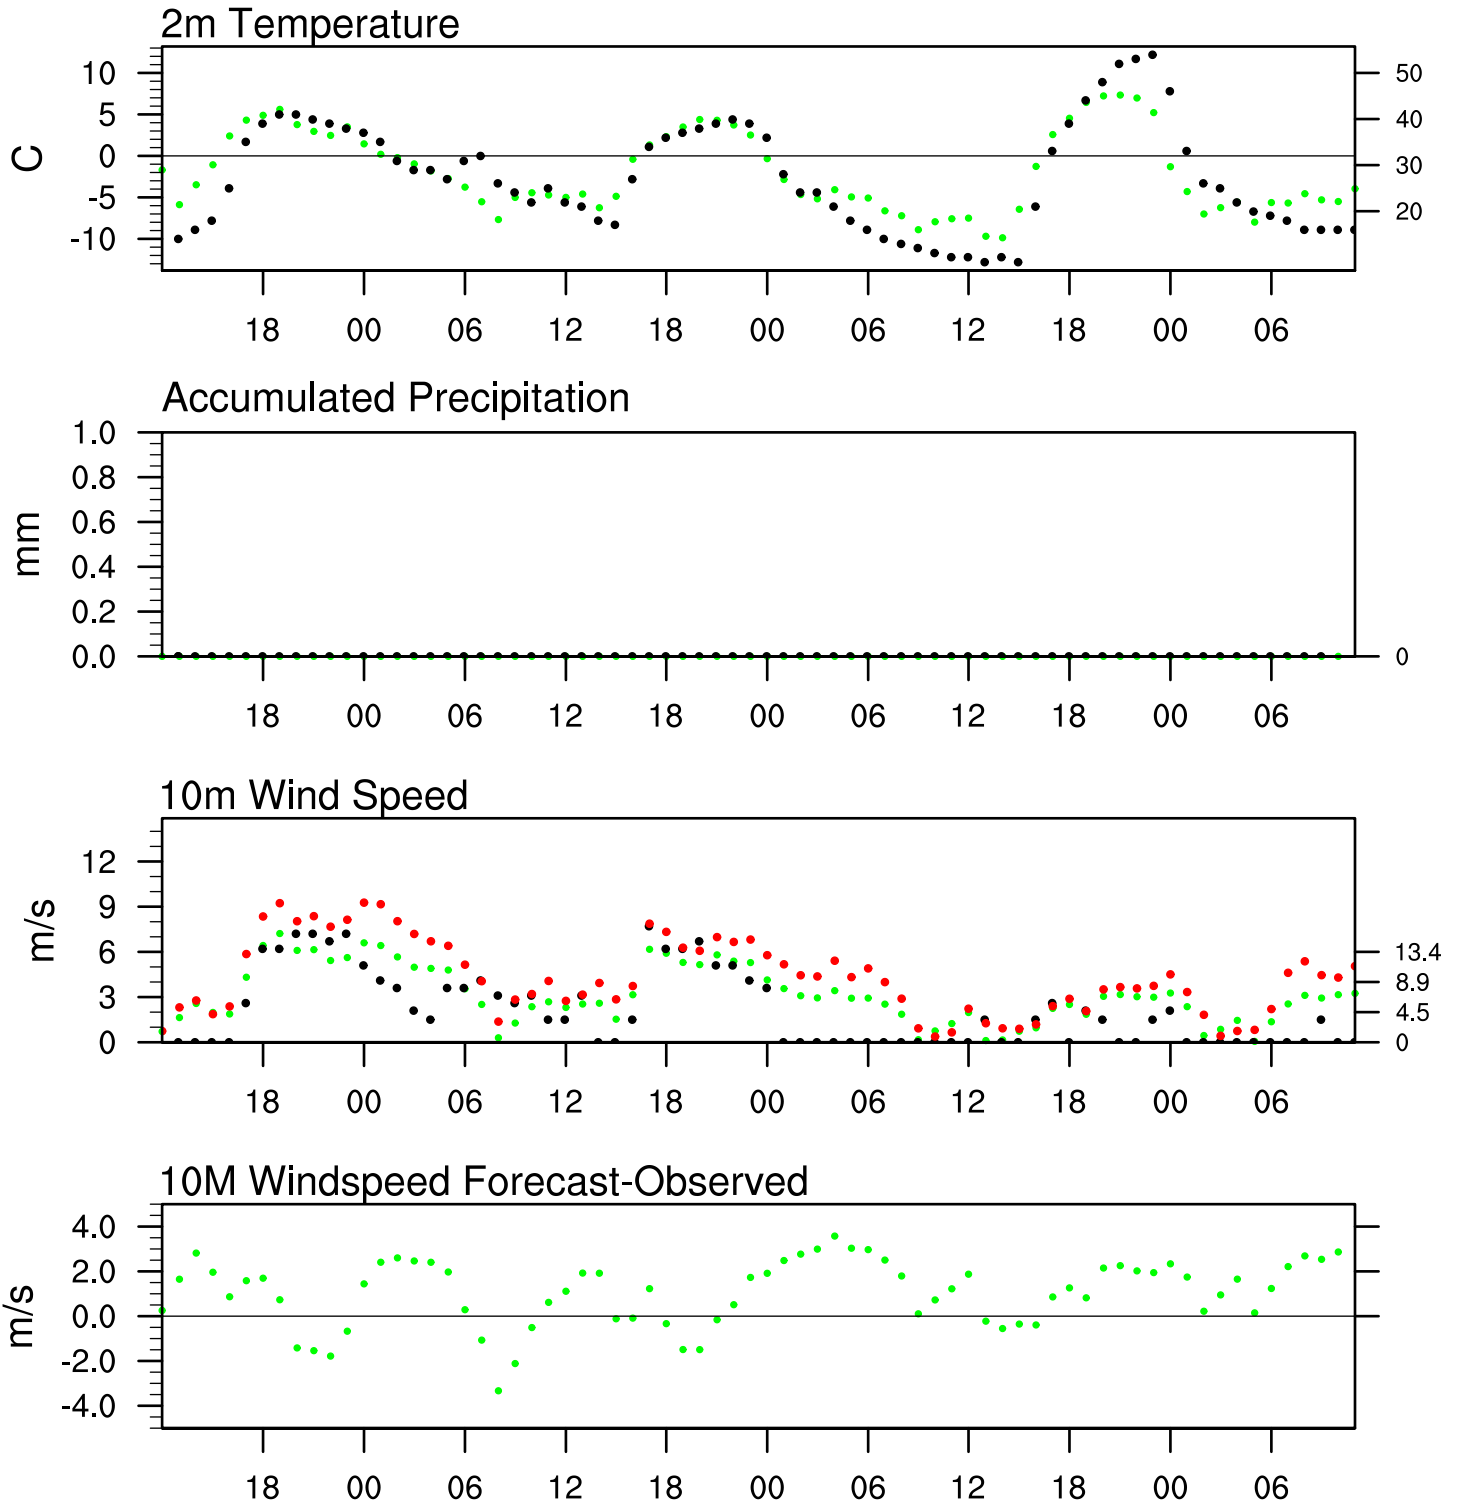 2m Temperature
C
10 50
5 40
0 30
-5 20
-10
18 00 06 12 18 00 06 12 18 00 06
Accumulated Precipitation
mm
1.0
0.8
0.6
0.4
0.2
0.0 0
18 00 06 12 18 00 06 12 18 00 06
10m Wind Speed
m/s
12
9
6 13.4
3 8.9
4.5
0 0
18 00 06 12 18 00 06 12 18 00 06
10M Windspeed Forecast-Observed
m/s
4.0
2.0
0.0
-2.0
-4.0
18 00 06 12 18 00 06 12 18 00 06